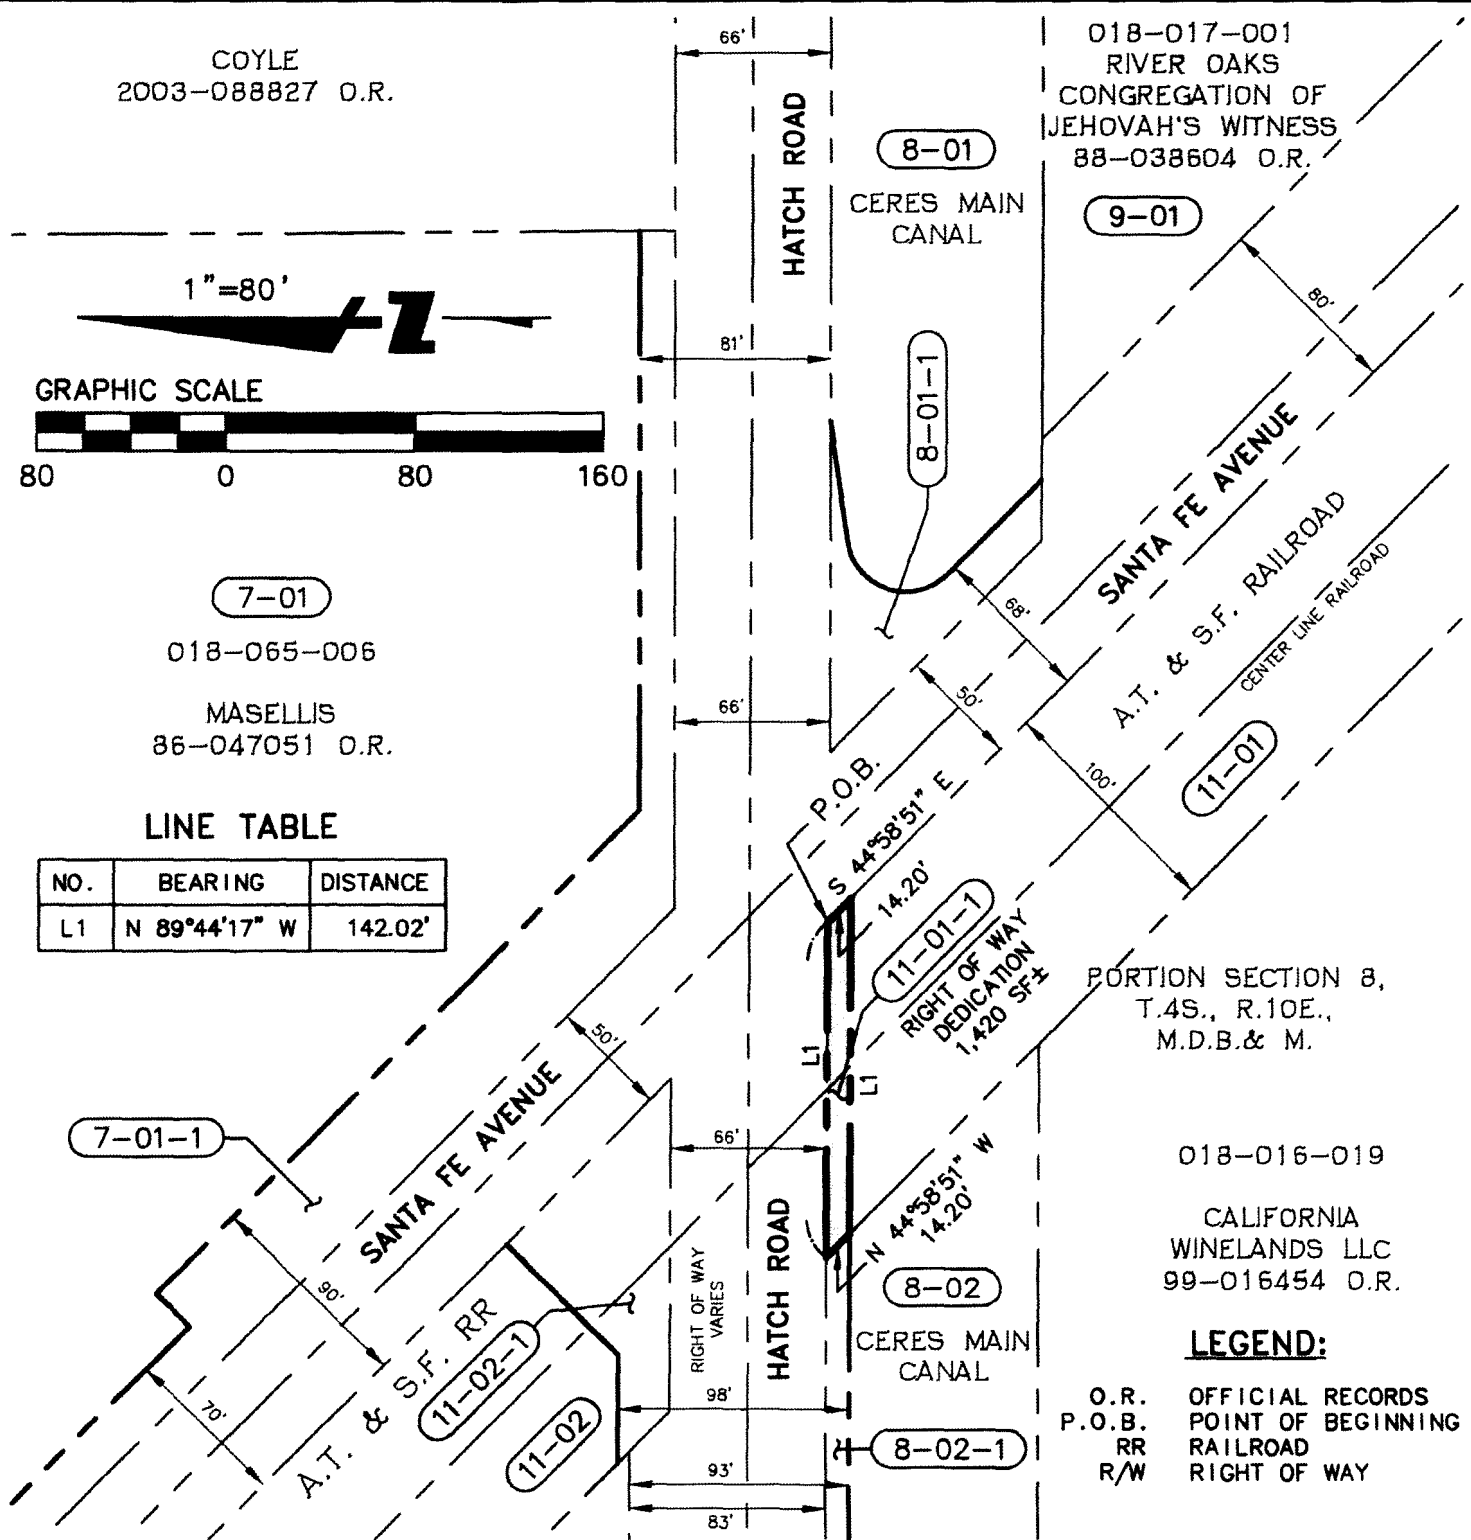 COYLE
2003-088827 O.R.
66'
HATCH ROAD
8-01
CERES MAIN
CANAL
018-017-001
RIVER OAKS
CONGREGATION OF
JEHOVAH'S WITNESS
88-038604 O.R.
9-01
1"=80'
Z
GRAPHIC SCALE
80 0 80 160
81'
8-01-1
80'
SANTA FE AVENUE
A.T. & S.F. RAILROAD
CENTER LINE RAILROAD
68'
50'
100'
11-01
7-01
018-065-006
MASELLIS
86-047051 O.R.
66'
P.O.B.
S 44°58'51" E
14.20'
LINE TABLE
NO. BEARING DISTANCE
L1 N 89°44'17" W 142.02'
11-01-1
RIGHT OF WAY
DEDICATION
1,420 SF±
L1
L1
PORTION SECTION 8,
T.4S., R.10E.,
M.D.B.& M.
50'
SANTA FE AVENUE
7-01-1
66'
N 44°58'51" W
14.20'
018-016-019
CALIFORNIA
WINELANDS LLC
99-016454 O.R.
90'
70'
A.T. & S.F. RR
11-02-1
11-02
RIGHT OF WAY
VARIES
HATCH ROAD
8-02
CERES MAIN
CANAL
98'
8-02-1
93'
83'
LEGEND:
O.R. OFFICIAL RECORDS
P.O.B. POINT OF BEGINNING
RR RAILROAD
R/W RIGHT OF WAY